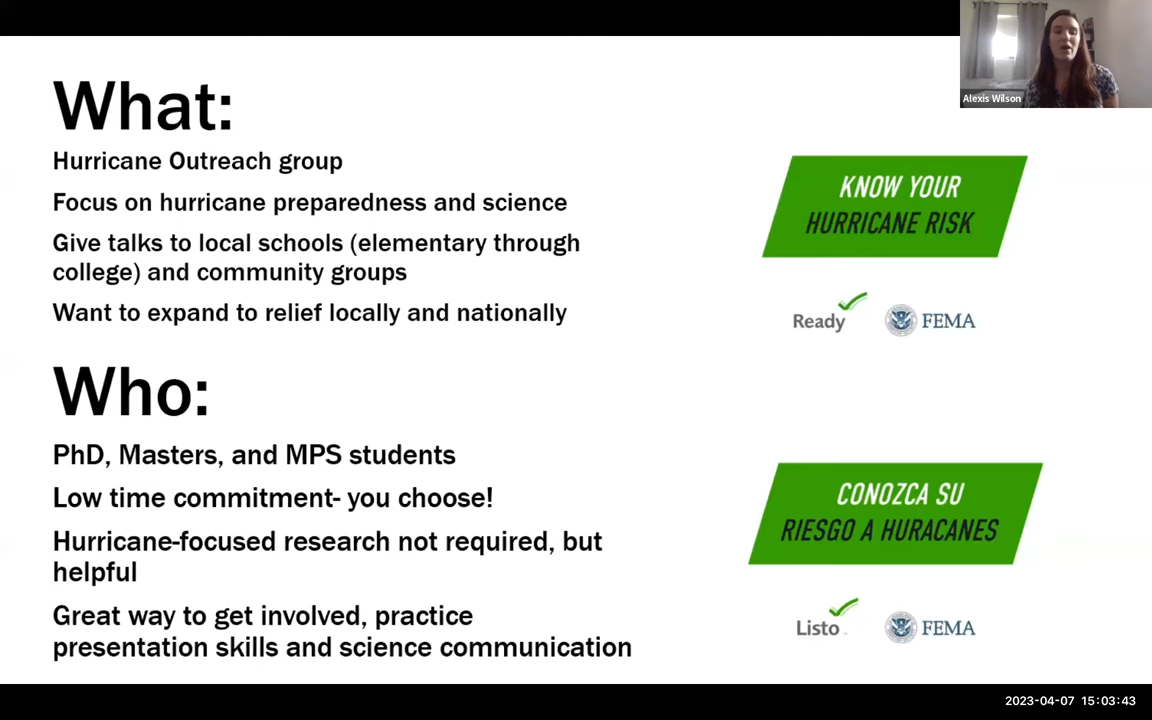 Alexis Wilson
What:
Hurricane Outreach group
Focus on hurricane preparedness and science
Give talks to local schools (elementary through
college) and community groups
Want to expand to relief locally and nationally
KNOW YOUR
HURRICANE RISK
Ready
FEMA
Who:
PhD, Masters, and MPS students
Low time commitment- you choose!
Hurricane-focused research not required, but
helpful
Great way to get involved, practice
presentation skills and science communication
CONOZCA SU
RIESGO A HURACANES
Listo
FEMA
2023-04-07 15:03:43